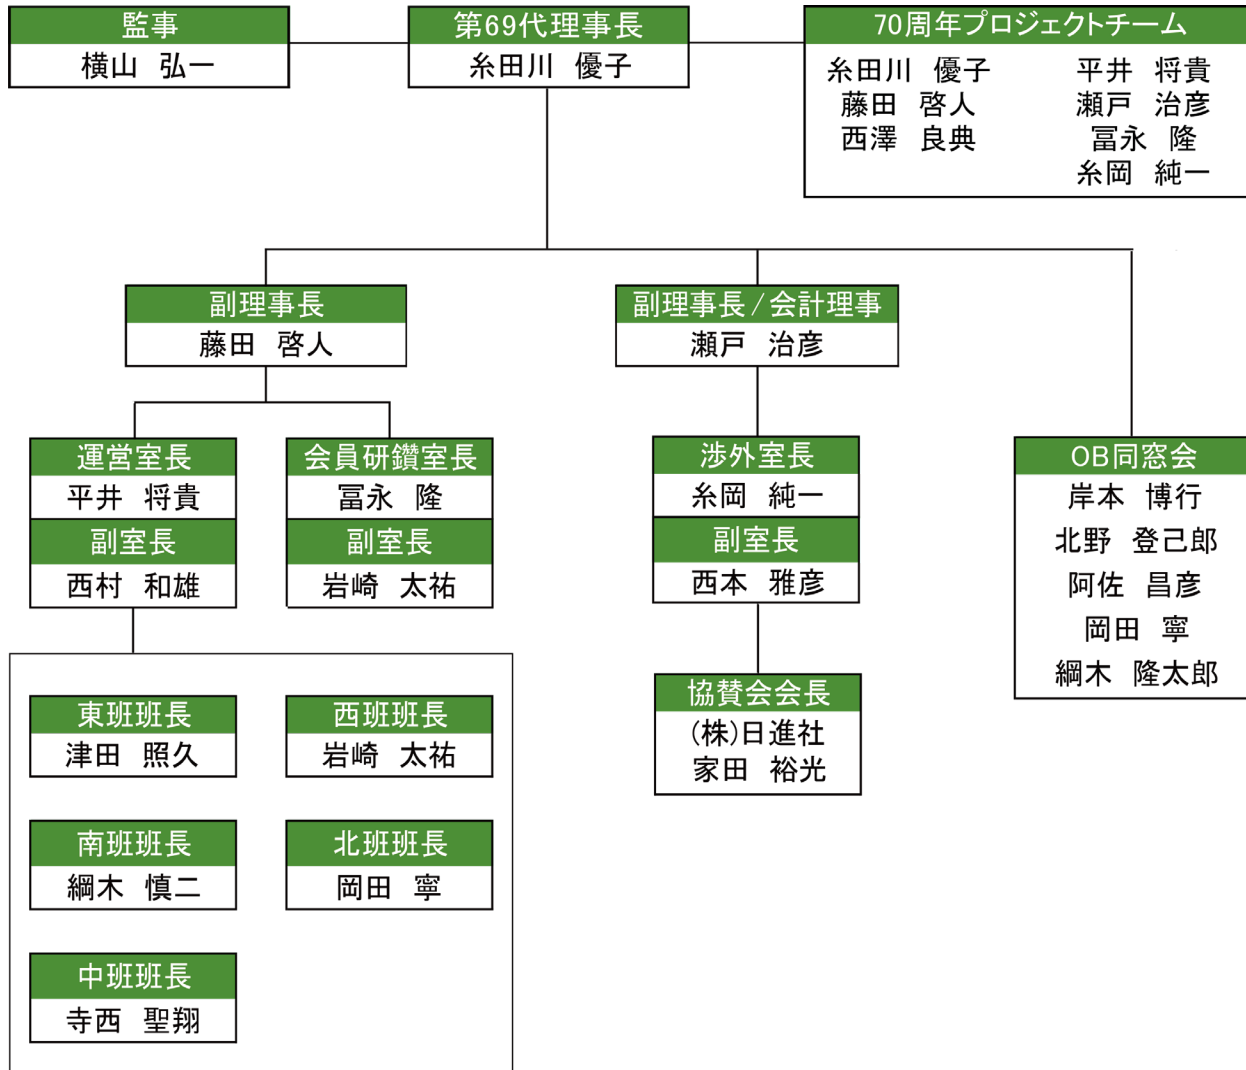 監事
横山 弘一
第69代理事長
糸田川 優子
70周年プロジェクトチーム
糸田川 優子 平井 将貴
藤田 啓人 瀬戸 治彦
西澤 良典 冨永 隆
糸岡 純一
副理事長
藤田 啓人
副理事長/会計理事
瀬戸 治彦
運営室長
平井 将貴
副室長
西村 和雄
会員研鑽室長
冨永 隆
副室長
岩崎 太祐
渉外室長
糸岡 純一
副室長
西本 雅彦
協賛会会長
(株)日進社
家田 裕光
OB同窓会
岸本 博行
北野 登己郎
阿佐 昌彦
岡田 寧
綱木 隆太郎
東班班長
津田 照久
西班班長
岩崎 太祐
南班班長
綱木 慎二
北班班長
岡田 寧
中班班長
寺西 聖翔